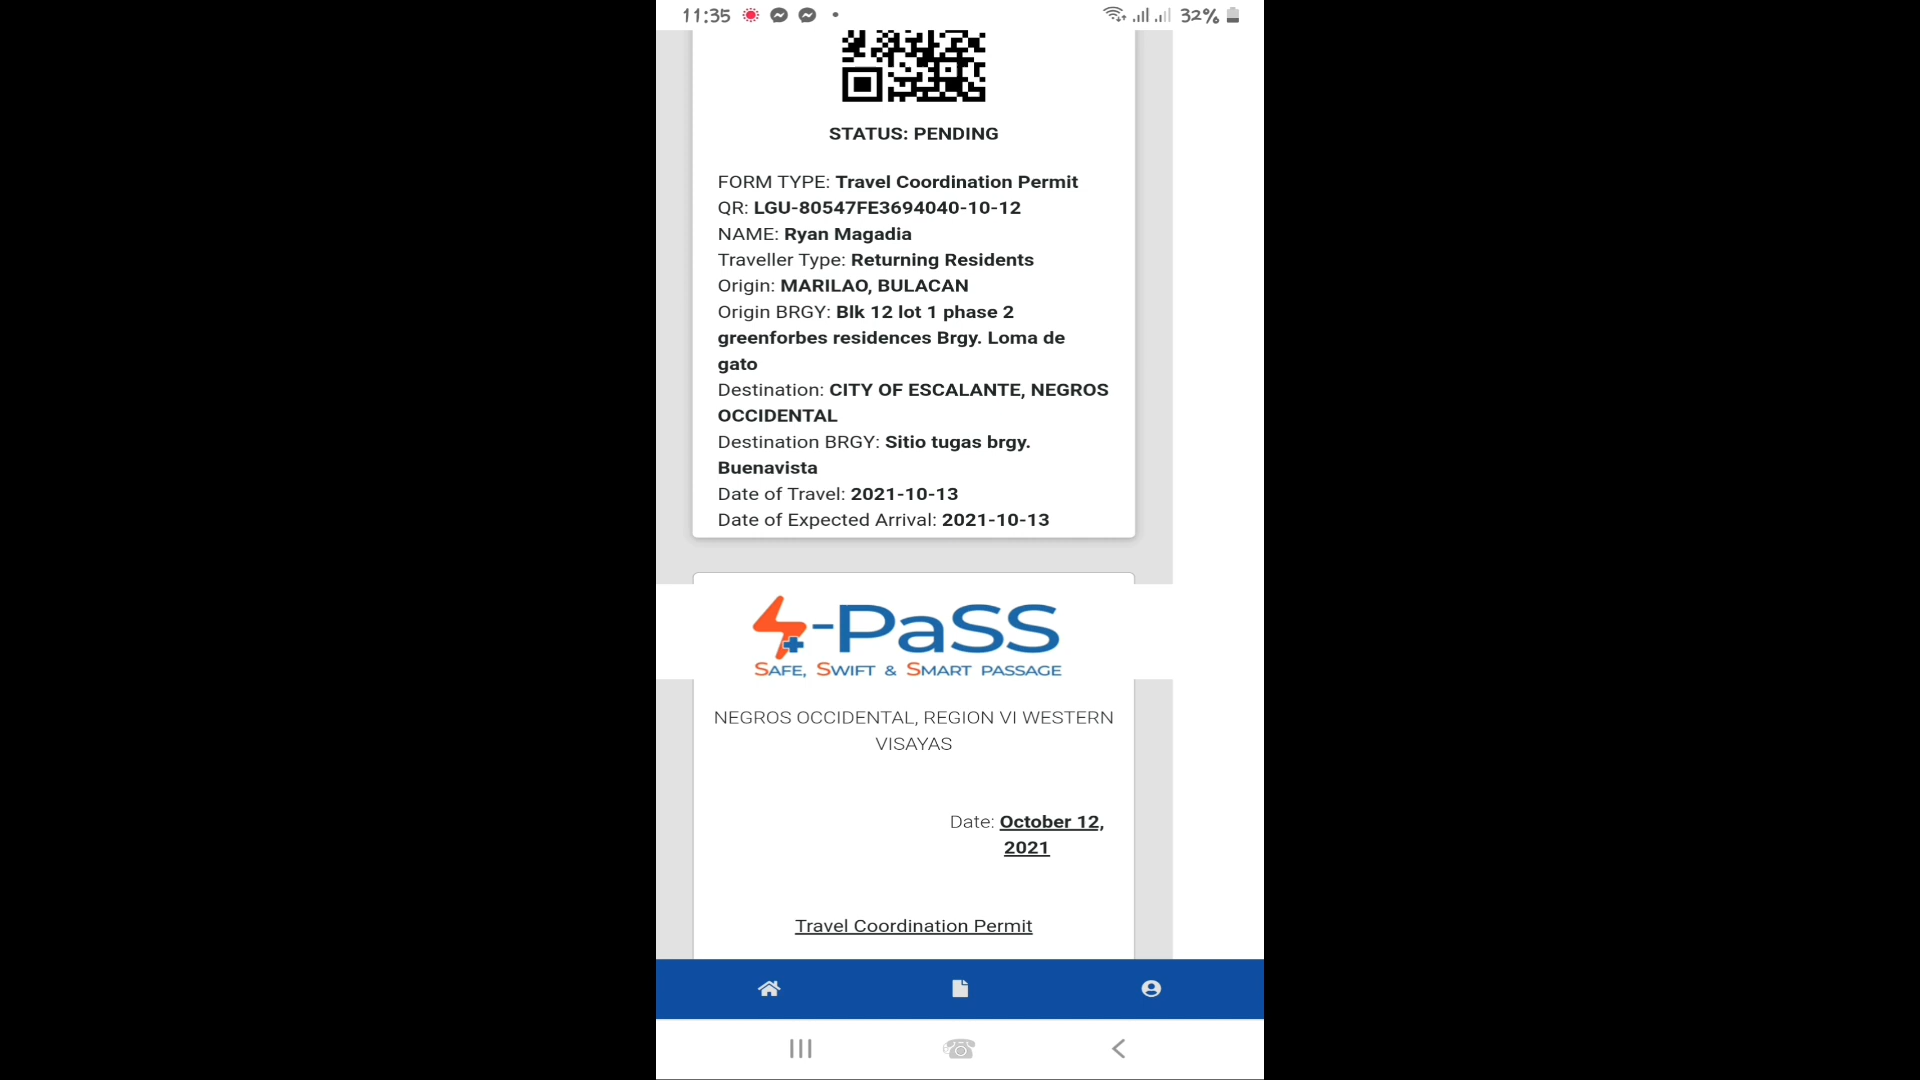 11:35
32%
STATUS: PENDING
FORM TYPE: Travel Coordination Permit
QR: LGU-80547FE3694040-10-12
NAME: Ryan Magadia
Traveller Type: Returning Residents
Origin: MARILAO, BULACAN
Origin BRGY: Blk 12 lot 1 phase 2
greenforbes residences Brgy. Loma de
gato
Destination: CITY OF ESCALANTE, NEGROS
OCCIDENTAL
Destination BRGY: Sitio tugas brgy.
Buenavista
Date of Travel: 2021-10-13
Date of Expected Arrival: 2021-10-13
S-PaSS
SAFE, SWIFT & SMART PASSAGE
NEGROS OCCIDENTAL, REGION VI WESTERN
VISAYAS
Date: October 12,
2021
Travel Coordination Permit